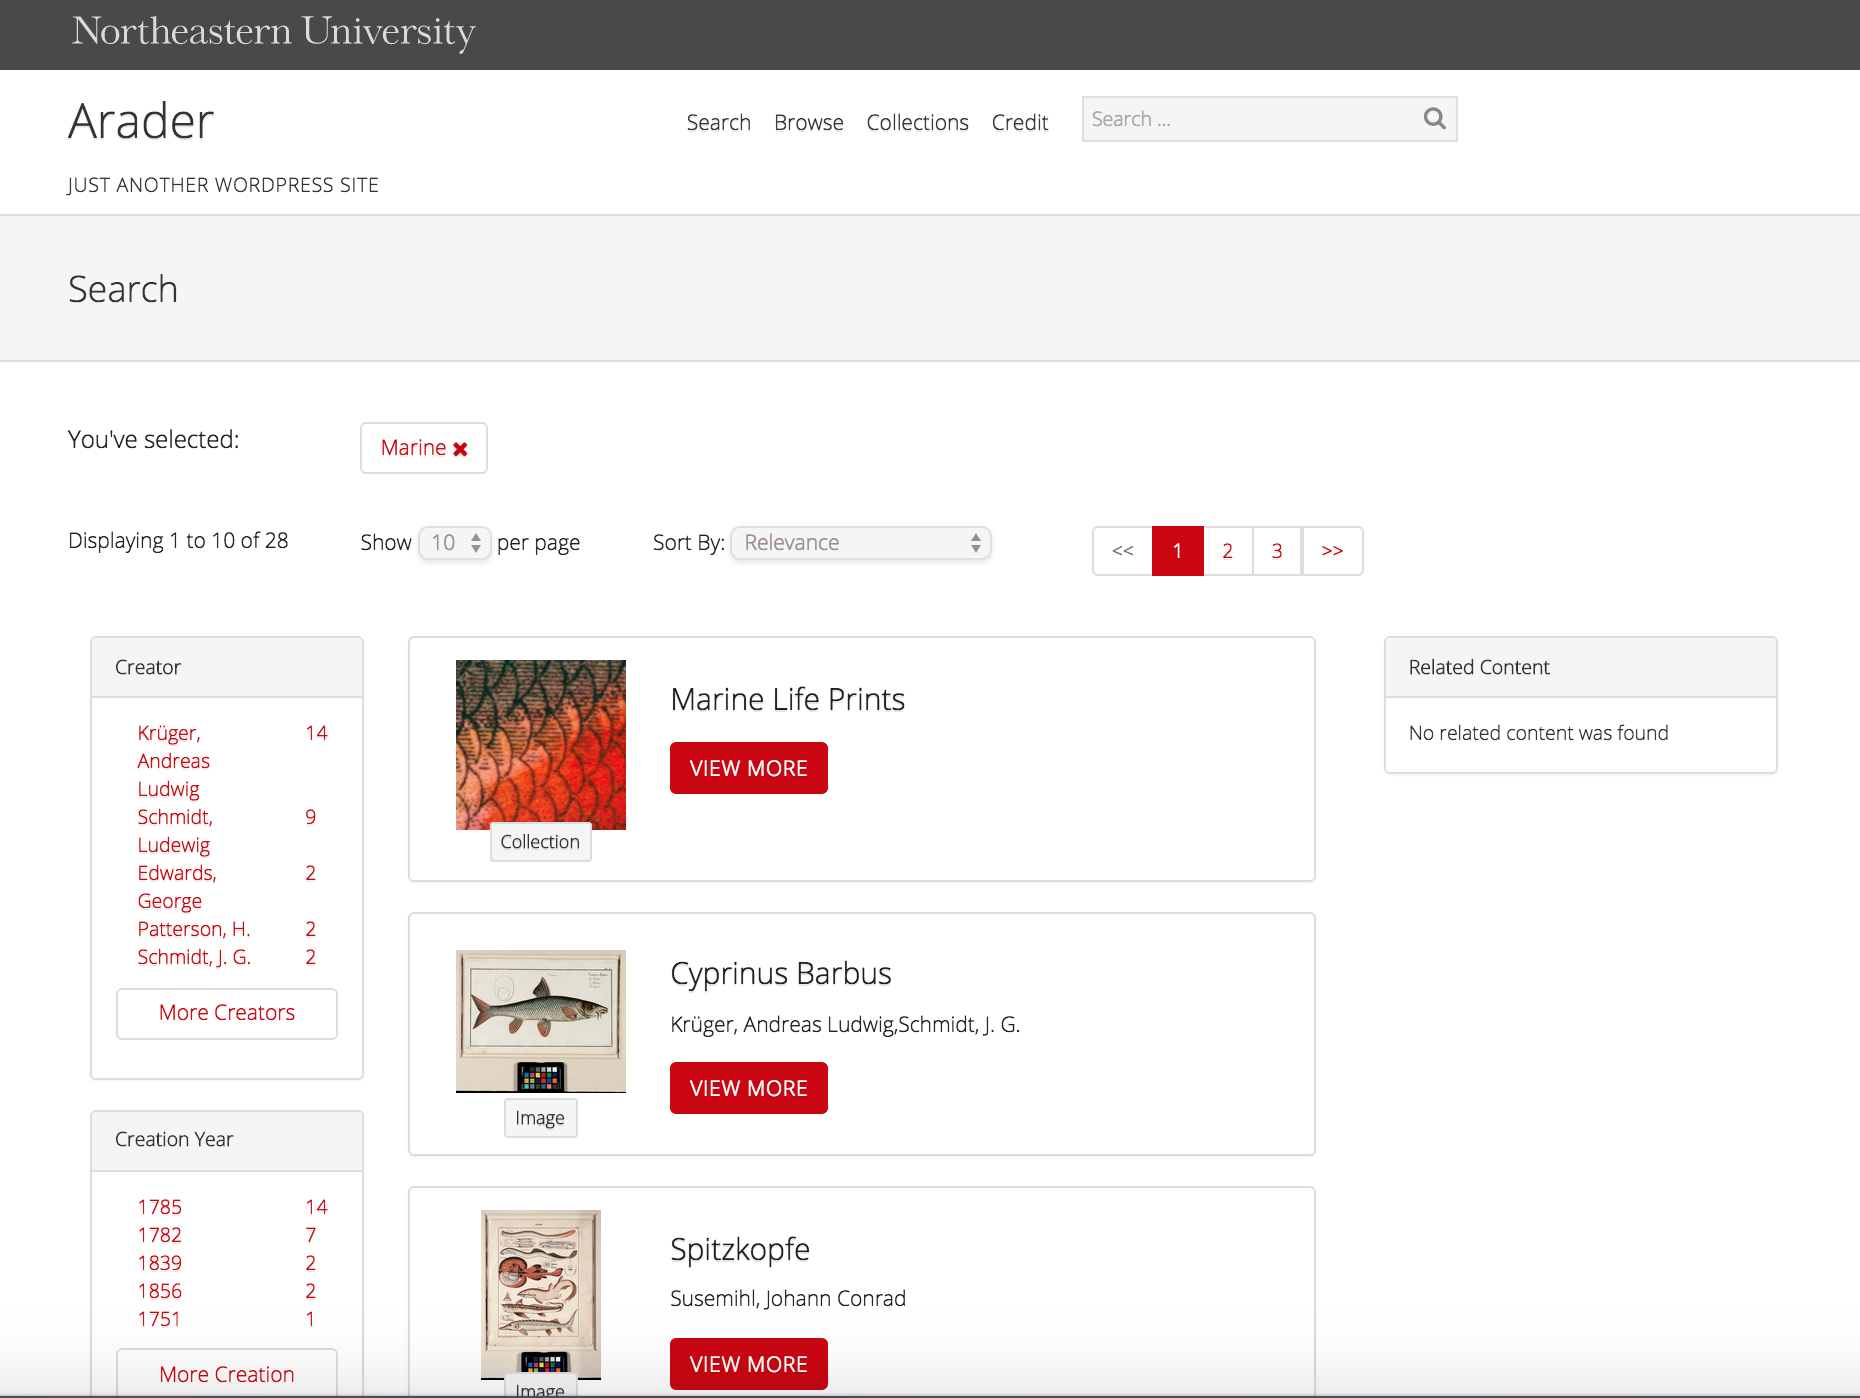 Northeastern University
Arader
Search Browse Collections Credit
Search ...
JUST ANOTHER WORDPRESS SITE
Search
You've selected:
Marine ✖
Displaying 1 to 10 of 28
Show 10 per page
Sort By: Relevance
<< 1 2 3 >>
Creator
Krüger, 14
Andreas
Ludwig
Schmidt, 9
Ludewig
Edwards, 2
George
Patterson, H. 2
Schmidt, J. G. 2
More Creators
Creation Year
1785 14
1782 7
1839 2
1856 2
1751 1
More Creation
Marine Life Prints
VIEW MORE
Collection
Cyprinus Barbus
Krüger, Andreas Ludwig,Schmidt, J. G.
VIEW MORE
Image
Spitzkopfe
Susemihl, Johann Conrad
VIEW MORE
Image
Related Content
No related content was found